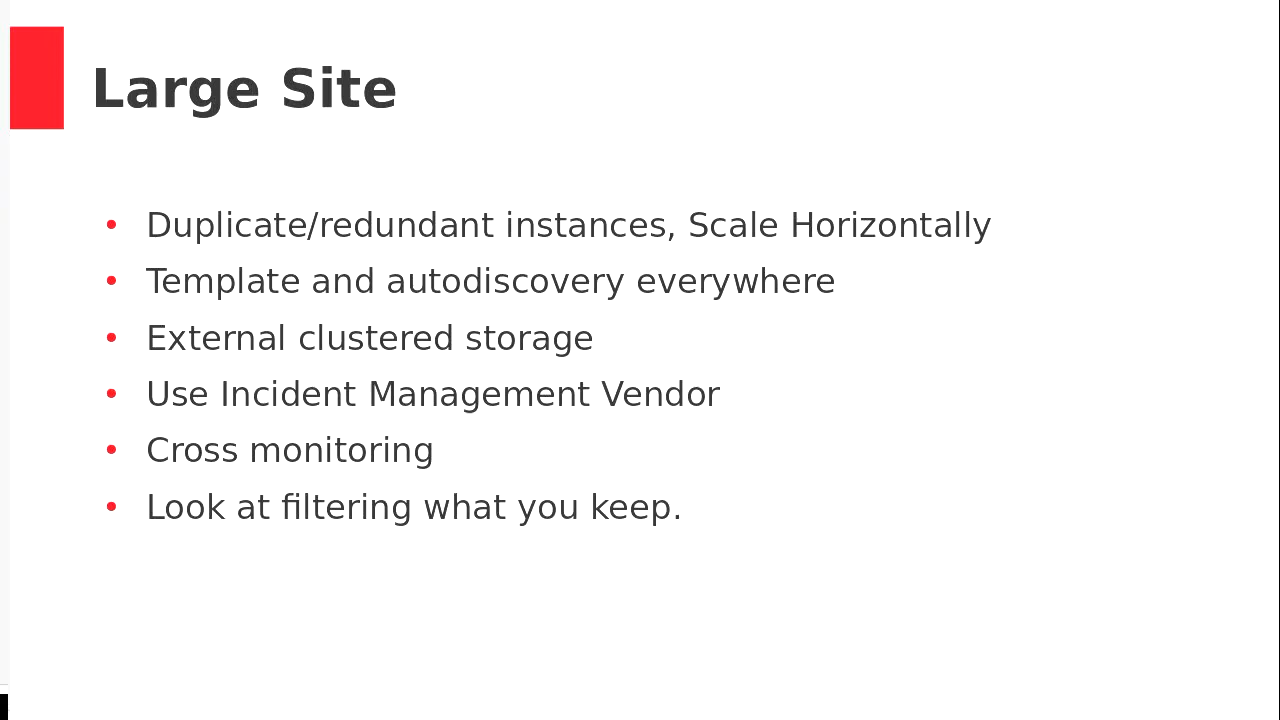 Large Site
• Duplicate/redundant instances, Scale Horizontally
• Template and autodiscovery everywhere
• External clustered storage
• Use Incident Management Vendor
• Cross monitoring
• Look at filtering what you keep.